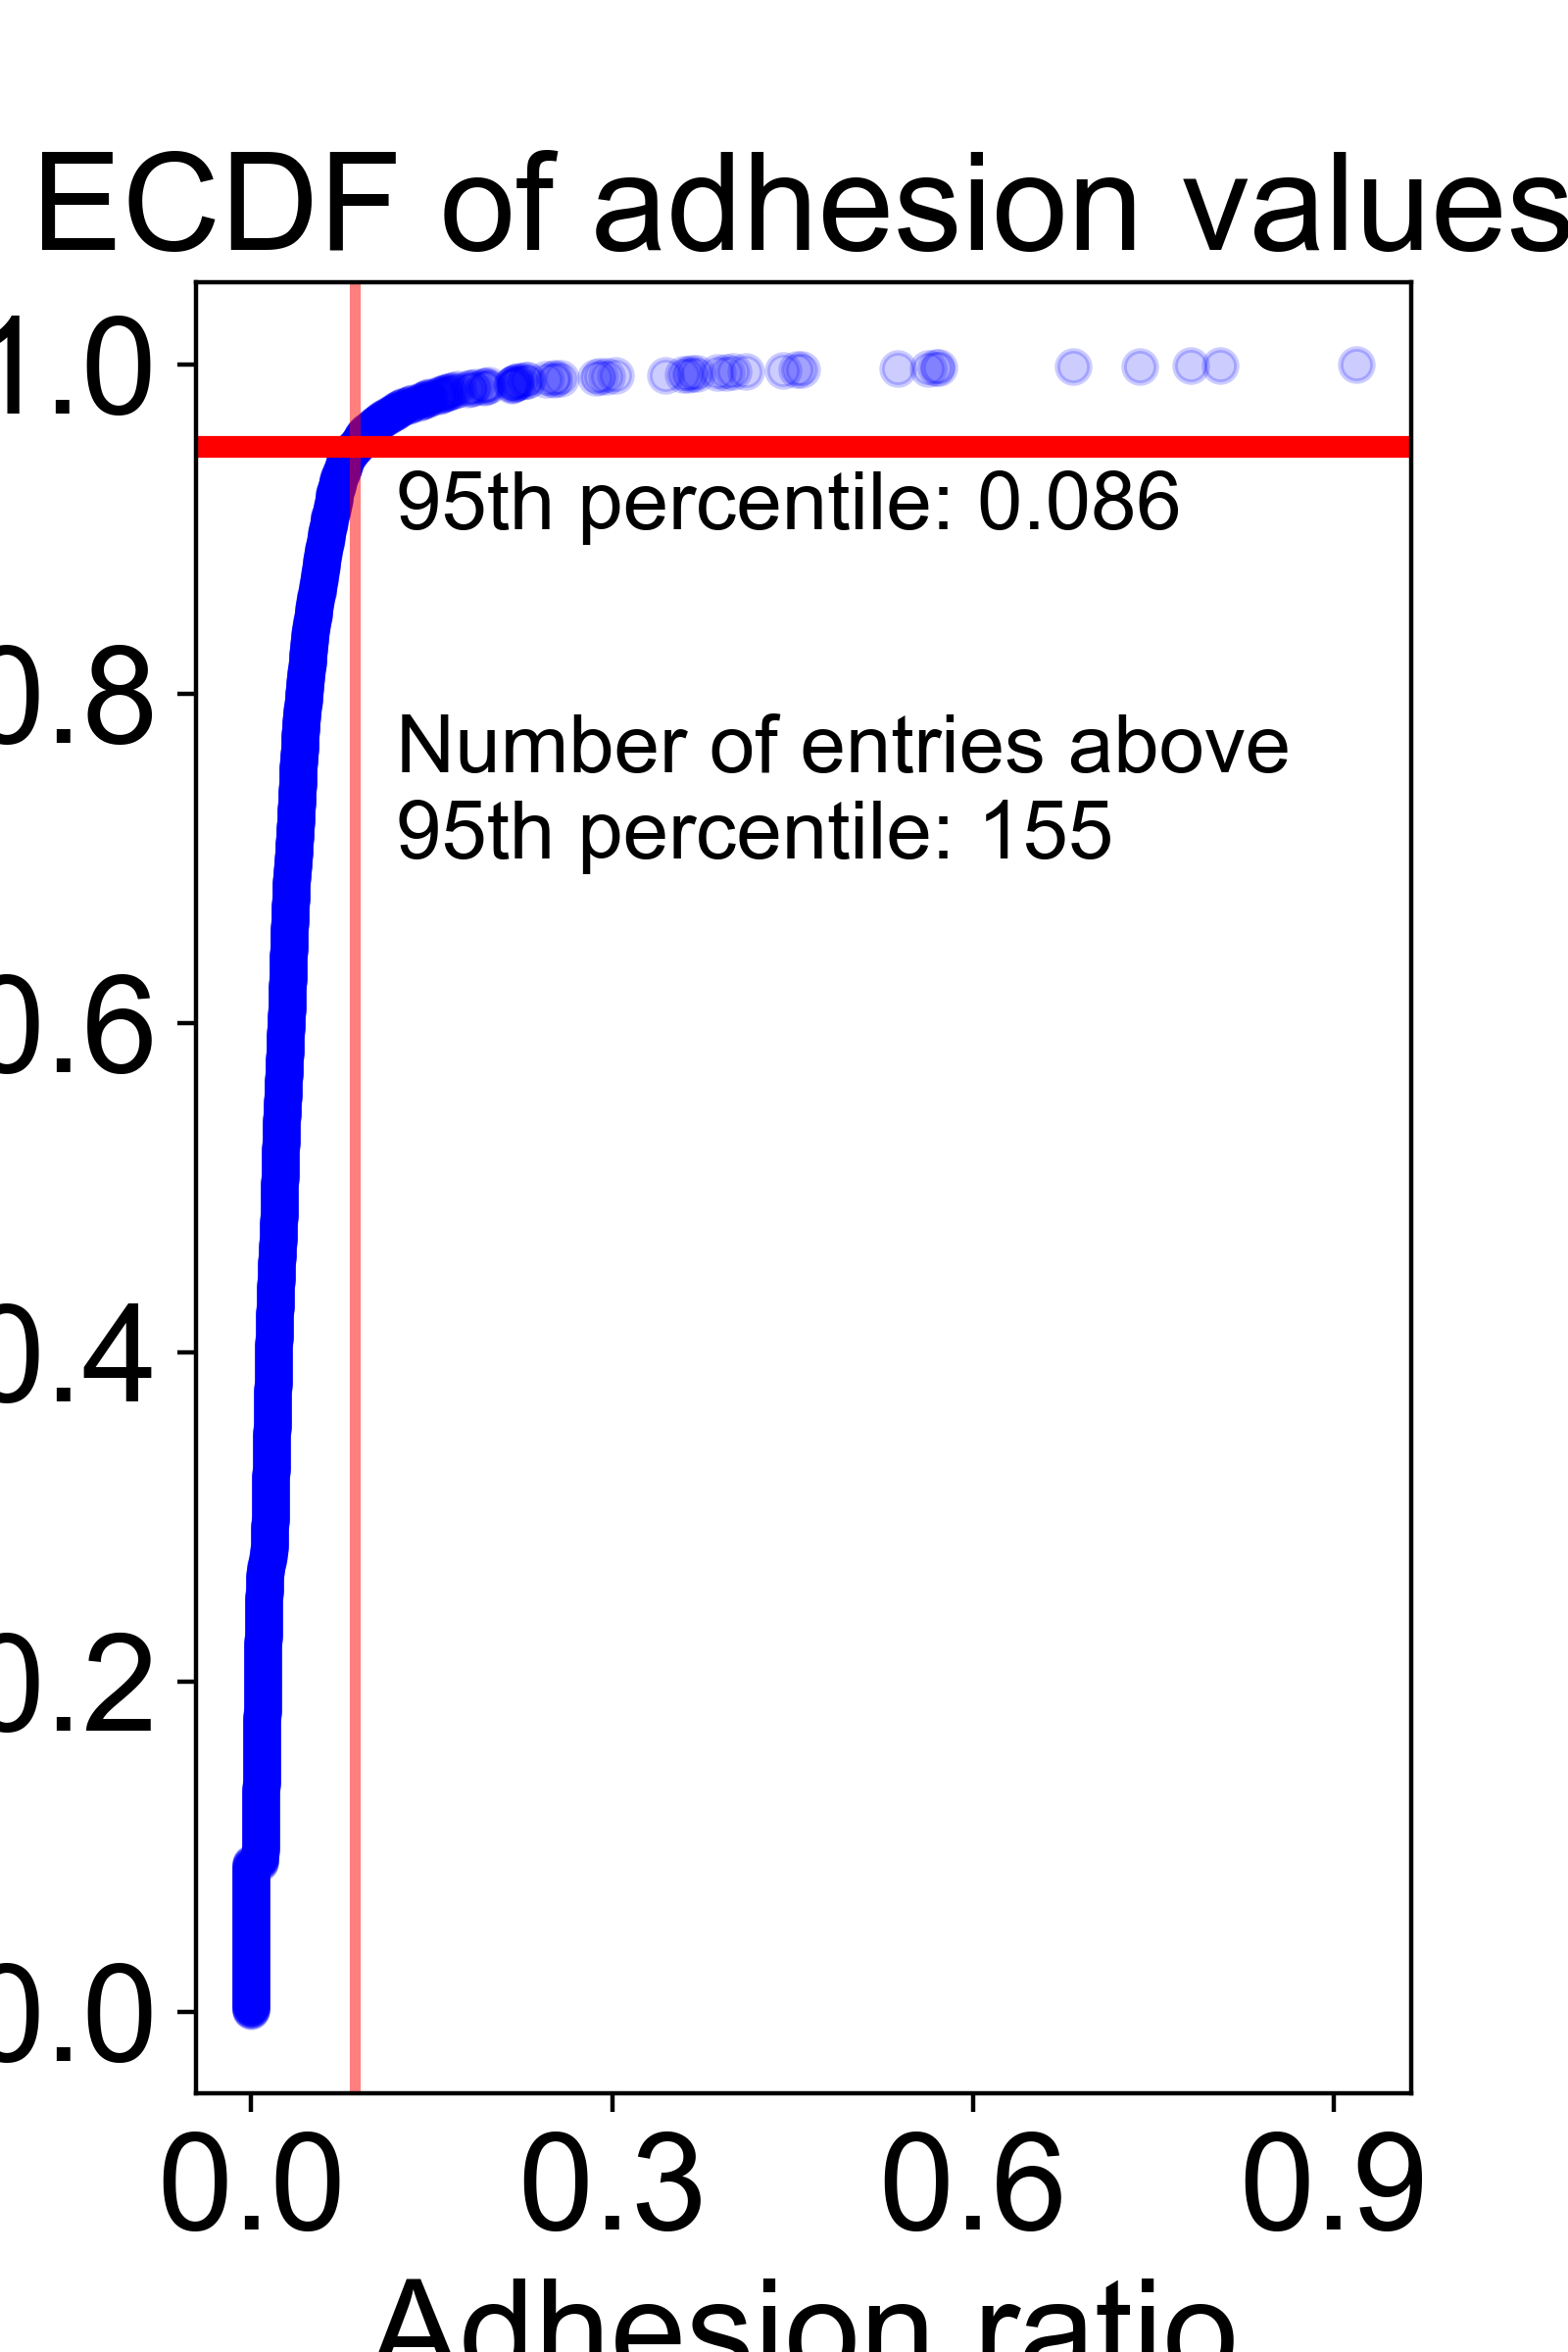 ECDF of adhesion values
1.0
95th percentile: 0.086
0.8
Number of entries above
95th percentile: 155
0.6
0.4
0.2
0.0
0.0 0.3 0.6 0.9
Adhesion ratio